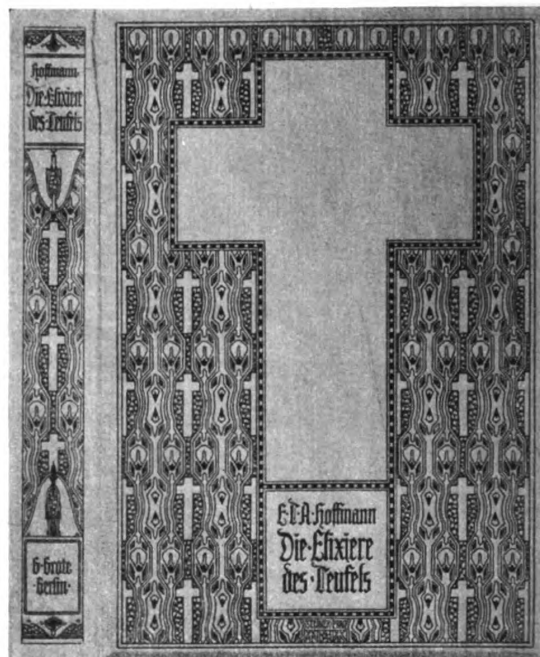 Hoffmann
Die·Elixiere
des·Teufels
G·Grote
Berlin·
E·T·A·Hoffmann
Die·Elixiere
des·Teufels